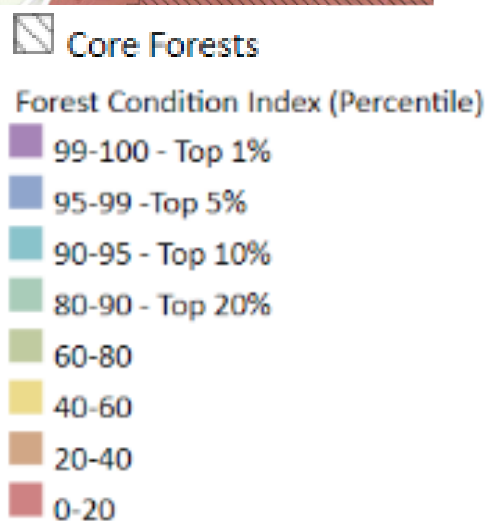 Core Forests
Forest Condition Index (Percentile)
99-100 - Top 1%
95-99 -Top 5%
90-95 - Top 10%
80-90 - Top 20%
60-80
40-60
20-40
0-20